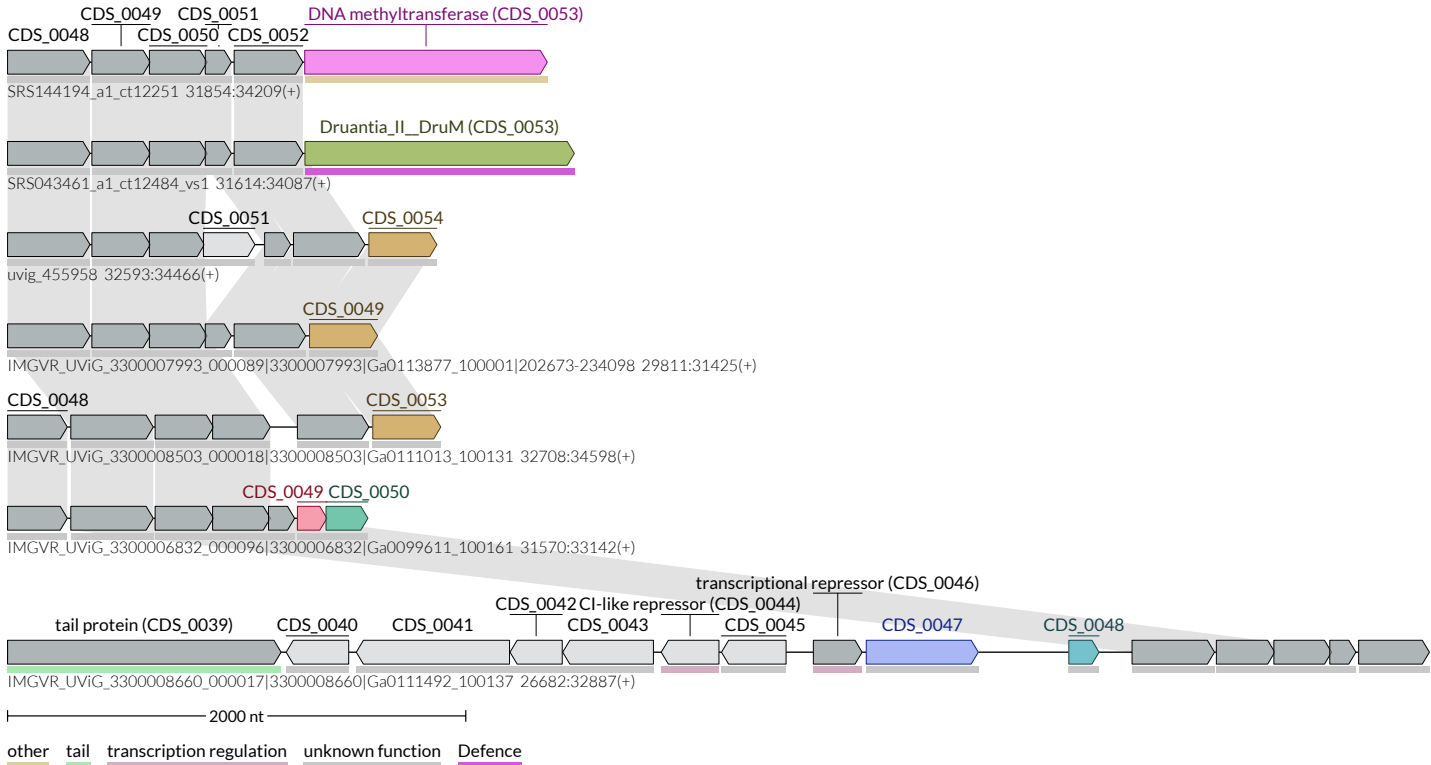 CDS_0049 CDS_0051 DNA methyltransferase (CDS_0053)
CDS_0048 CDS_0050 CDS_0052
SRS144194_a1_ct12251 31854:34209(+)
Druantia_II__DruM (CDS_0053)
SRS043461_a1_ct12484_vs1 31614:34087(+)
CDS_0051 CDS_0054
uvig_455958 32593:34466(+)
CDS_0049
IMGVR_UViG_3300007993_000089|3300007993|Ga0113877_100001|202673-234098 29811:31425(+)
CDS_0048 CDS_0053
IMGVR_UViG_3300008503_000018|3300008503|Ga0111013_100131 32708:34598(+)
CDS_0049 CDS_0050
IMGVR_UViG_3300006832_000096|3300006832|Ga0099611_100161 31570:33142(+)
transcriptional repressor (CDS_0046)
CDS_0042 CI-like repressor (CDS_0044)
tail protein (CDS_0039) CDS_0040 CDS_0041 CDS_0043 CDS_0045 CDS_0047 CDS_0048
IMGVR_UViG_3300008660_000017|3300008660|Ga0111492_100137 26682:32887(+)
2000 nt
other tail transcription regulation unknown function Defence